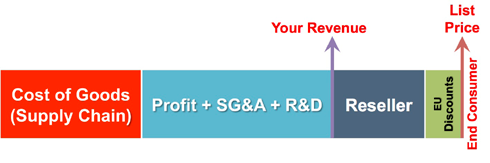 List
Price
Your Revenue
Cost of Goods
(Supply Chain)
Profit + SG&A + R&D
Reseller
EU
Discounts
End Consumer